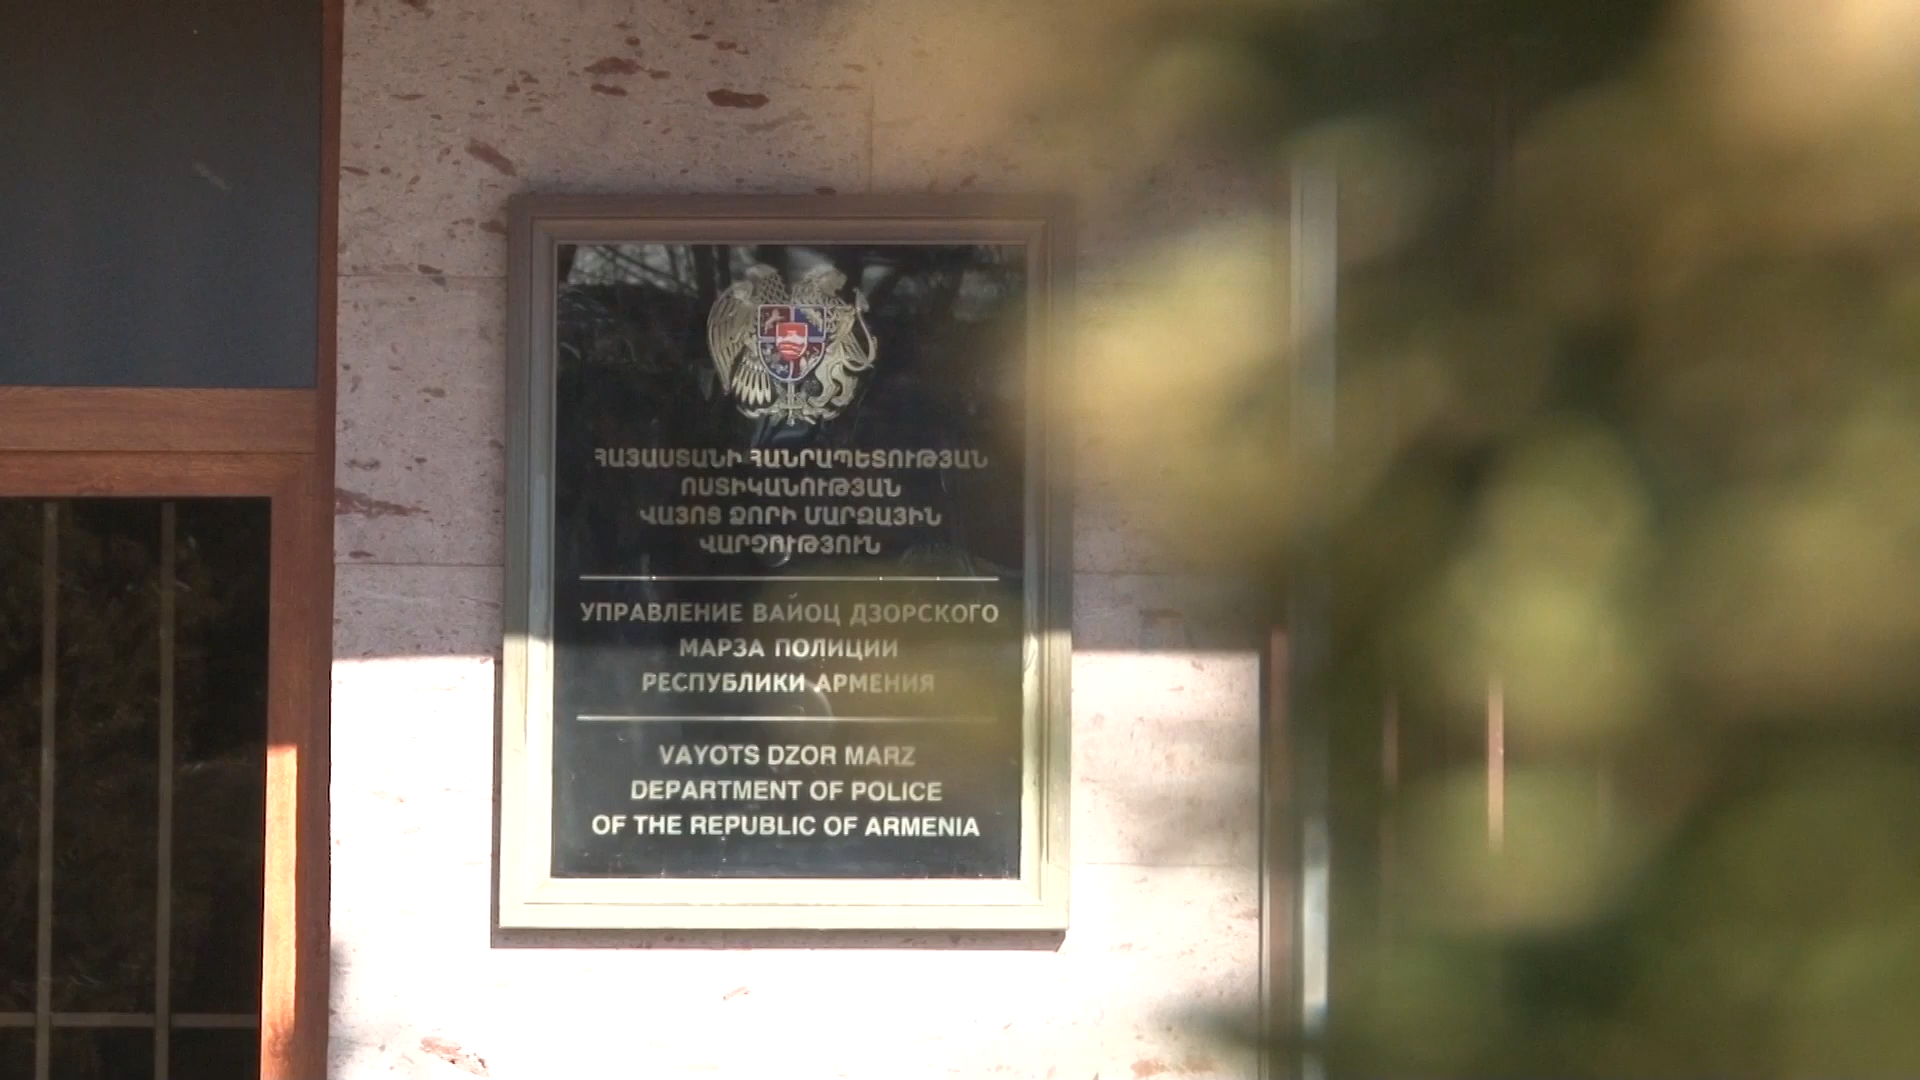 ՀԱՅԱՍՏԱՆԻ ՀԱՆՐԱՊԵՏՈՒԹՅԱՆ
ՈՍՏԻԿԱՆՈՒԹՅԱՆ
ՎԱՅՈՑ ՁՈՐԻ ՄԱՐԶԱՅԻՆ
ՎԱՐՉՈՒԹՅՈՒՆ
УПРАВЛЕНИЕ ВАЙОЦ ДЗОРСКОГО
МАРЗА ПОЛИЦИИ
РЕСПУБЛИКИ АРМЕНИЯ
VAYOTS DZOR MARZ
DEPARTMENT OF POLICE
OF THE REPUBLIC OF ARMENIA